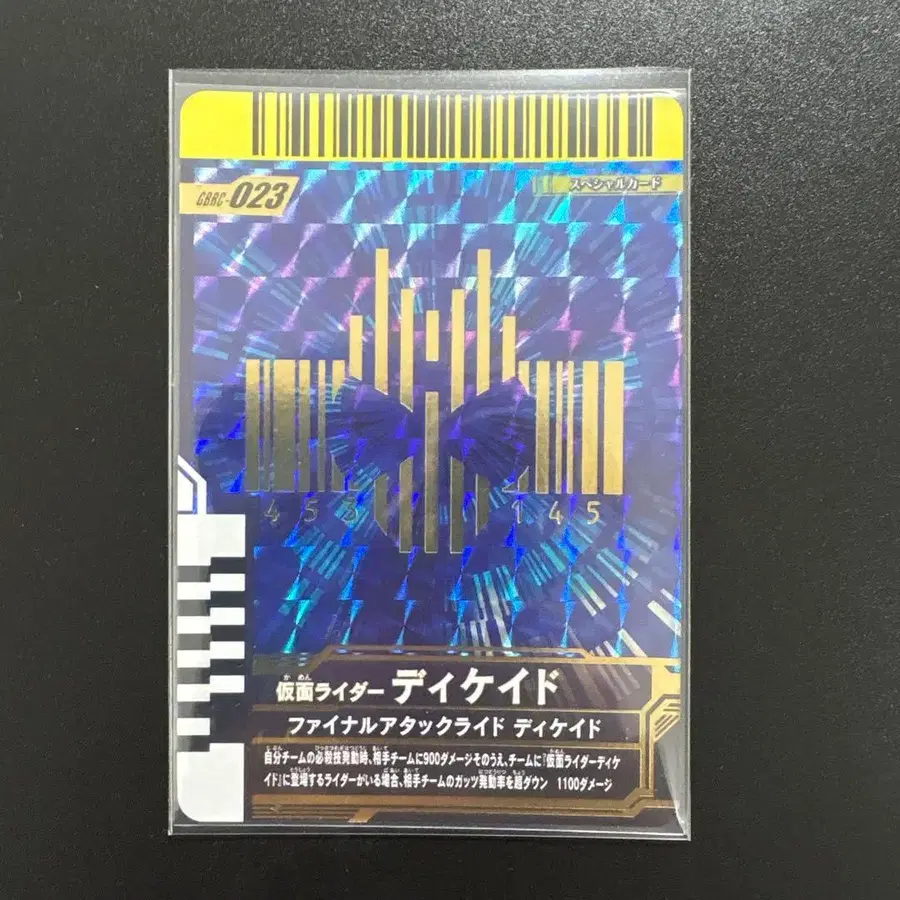 GBRC-023
スペシャルカード
453 145
仮面ライダー ディケイド
かめん
ファイナルアタックライド ディケイド
自分チームの必殺技発動時、相手チームに900ダメージそのうえ、チームに『仮面ライダーディケ
イド』に登場するライダーがいる場合、相手チームのガッツ発動率を超ダウン 1100ダメージ